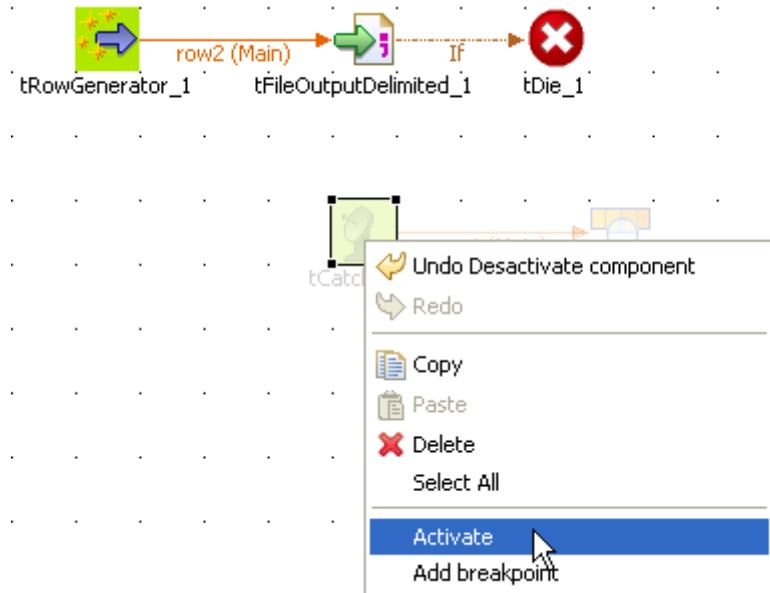 row2 (Main)
If
tRowGenerator_1
tFileOutputDelimited_1
tDie_1
Undo Desactivate component
Redo
Copy
Paste
Delete
Select All
Activate
Add breakpoint